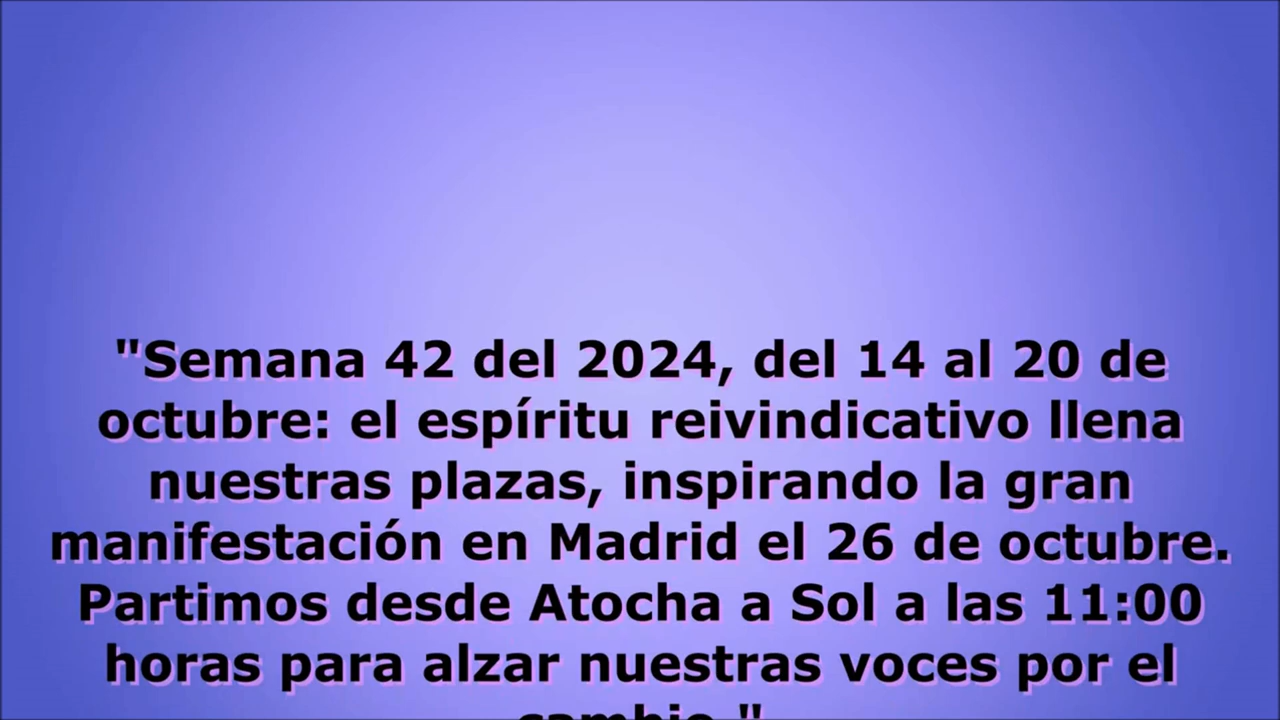 "Semana 42 del 2024, del 14 al 20 de
octubre: el espíritu reivindicativo llena
nuestras plazas, inspirando la gran
manifestación en Madrid el 26 de octubre.
Partimos desde Atocha a Sol a las 11:00
horas para alzar nuestras voces por el
cambio."